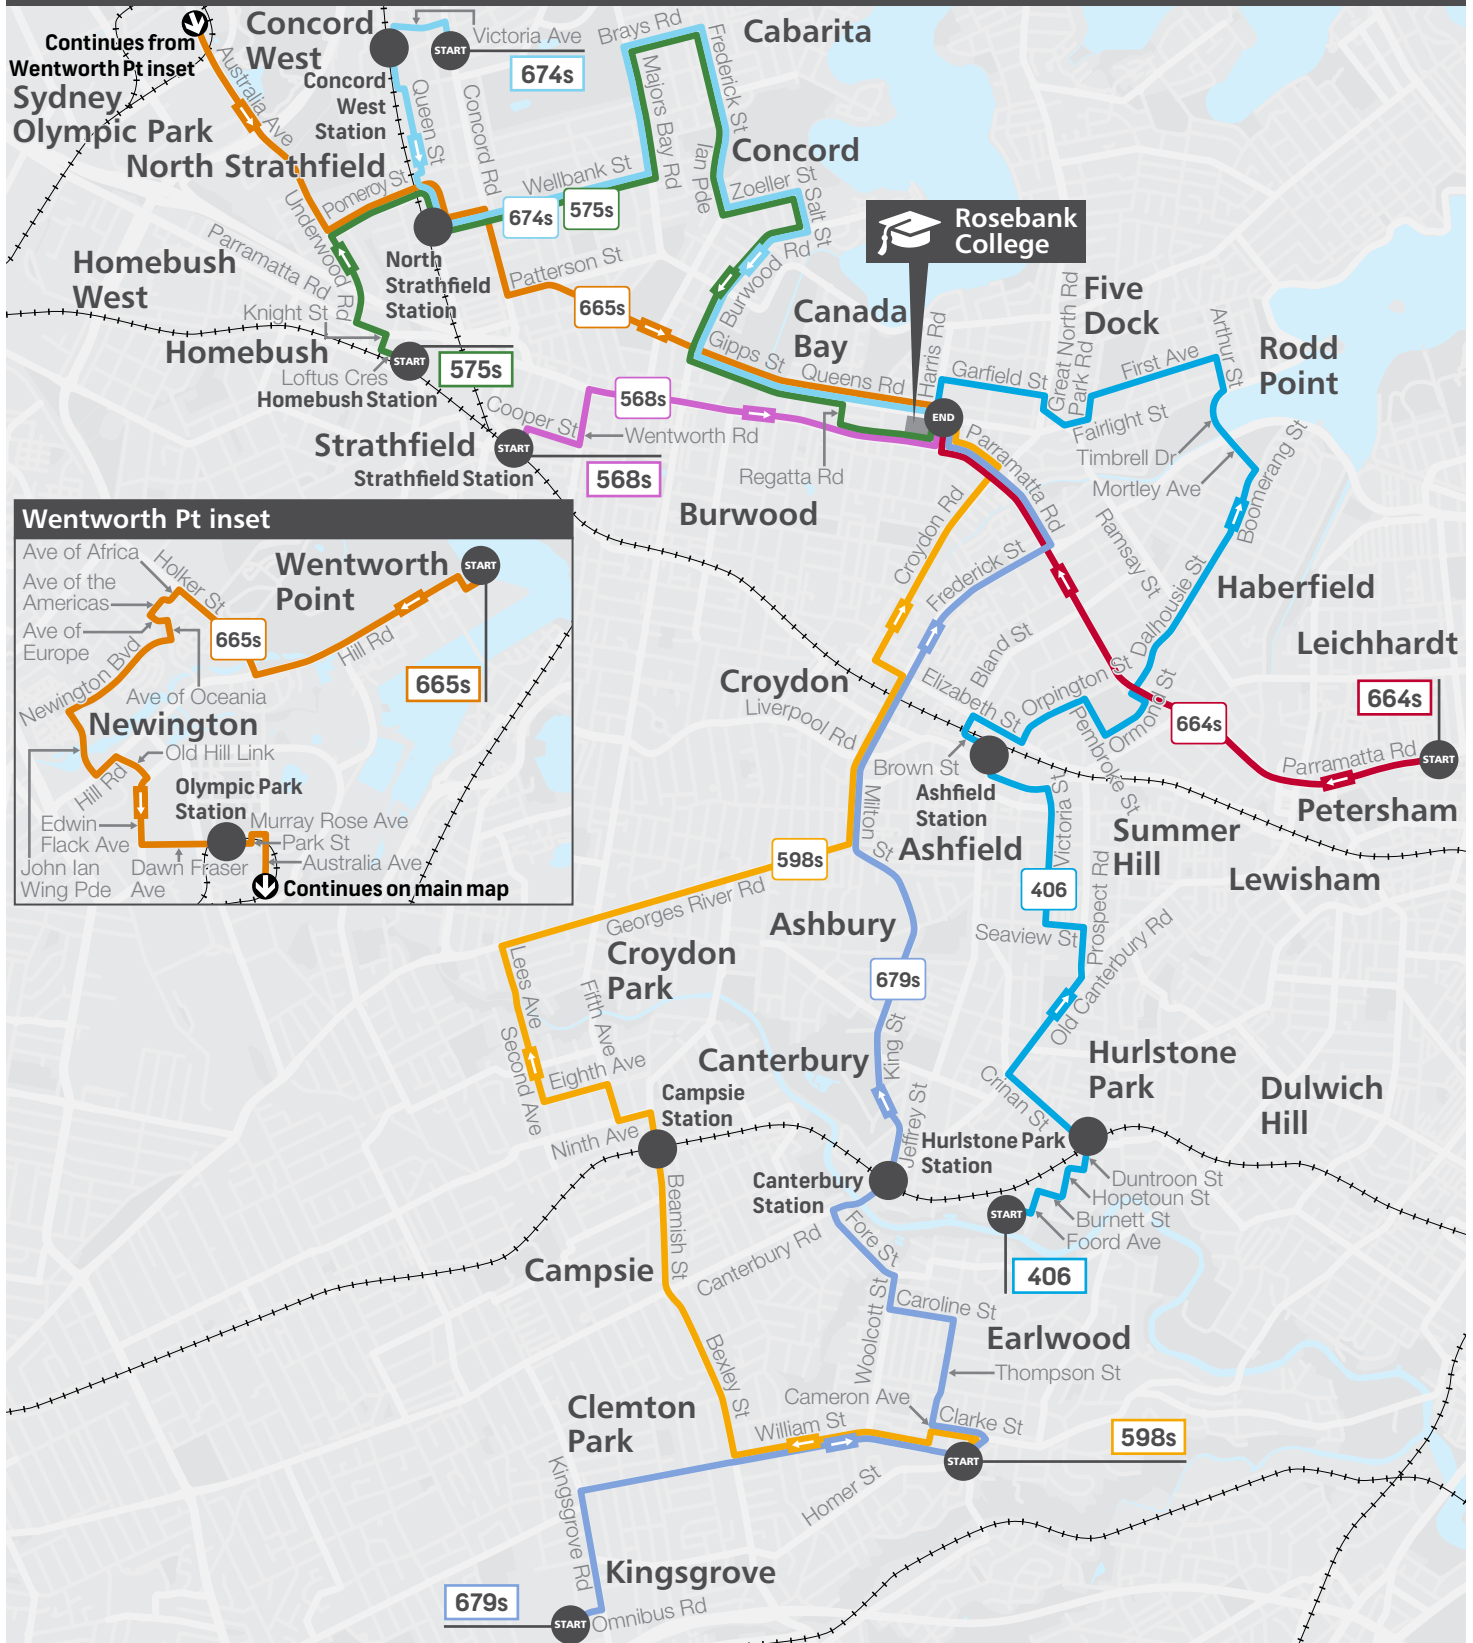 Continues from
Wentworth Pt inset
Concord
West
START
Victoria Ave
674s
Brays Rd
Cabarita
Sydney
Olympic Park
Australia Ave
Concord
West
Station
Queen St
Concord Rd
Majors Bay Rd
Frederick St
Ian Pde
Concord
North Strathfield
Pomeroy St
Wellbank St
674s
575s
Zoeller St
Salt St
Rosebank
College
Underwood Rd
Parramatta Rd
Homebush
West
North
Strathfield
Station
Patterson St
Burwood Rd
Knight St
665s
Homebush
START
575s
Loftus Cres
Homebush Station
Gipps St
Canada
Bay
Queens Rd
Harris Rd
Five
Dock
Great North Rd
Park Rd
Garfield St
First Ave
Arthur St
Rodd
Point
Cooper St
568s
Wentworth Rd
END
Fairlight St
Timbrell Dr
Mortley Ave
Boomerang St
Strathfield
START
Strathfield Station
568s
Regatta Rd
Parramatta Rd
Burwood
Croydon Rd
Ramsay St
Frederick St
Dalhousie St
Haberfield
Leichhardt
Wentworth Pt inset
Ave of Africa
Holker St
Wentworth
Point
START
Ave of the
Americas
Ave of
Europe
665s
Hill Rd
665s
Newington Bvd
Ave of Oceania
Newington
Old Hill Link
Hill Rd
Olympic Park
Station
Murray Rose Ave
Park St
Australia Ave
Edwin
Flack Ave
John Ian
Wing Pde
Dawn Fraser
Ave
Continues on main map
Croydon
Liverpool Rd
Elizabeth St
Bland St
Orpington St
Pembroke St
Ormond St
664s
664s
Parramatta Rd
START
Petersham
Brown St
Ashfield
Station
Ashfield
Victoria St
Summer
Hill
Milton St
598s
Georges River Rd
406
Prospect Rd
Lewisham
Ashbury
Seaview St
Old Canterbury Rd
Croydon
Park
Lees Ave
Fifth Ave
679s
Second Ave
Eighth Ave
Canterbury
King St
Campsie
Station
Crinan St
Hurlstone
Park
Dulwich
Hill
Ninth Ave
Jeffrey St
Hurlstone Park
Station
Canterbury
Station
START
Duntroon St
Hopetoun St
Burnett St
Foord Ave
406
Beamish St
Campsie
Canterbury Rd
Fore St
Woolcott St
Caroline St
Earlwood
Thompson St
Bexley St
Cameron Ave
Clemton
Park
William St
Clarke St
598s
START
Homer St
Kingsgrove Rd
Kingsgrove
679s
START
Omnibus Rd